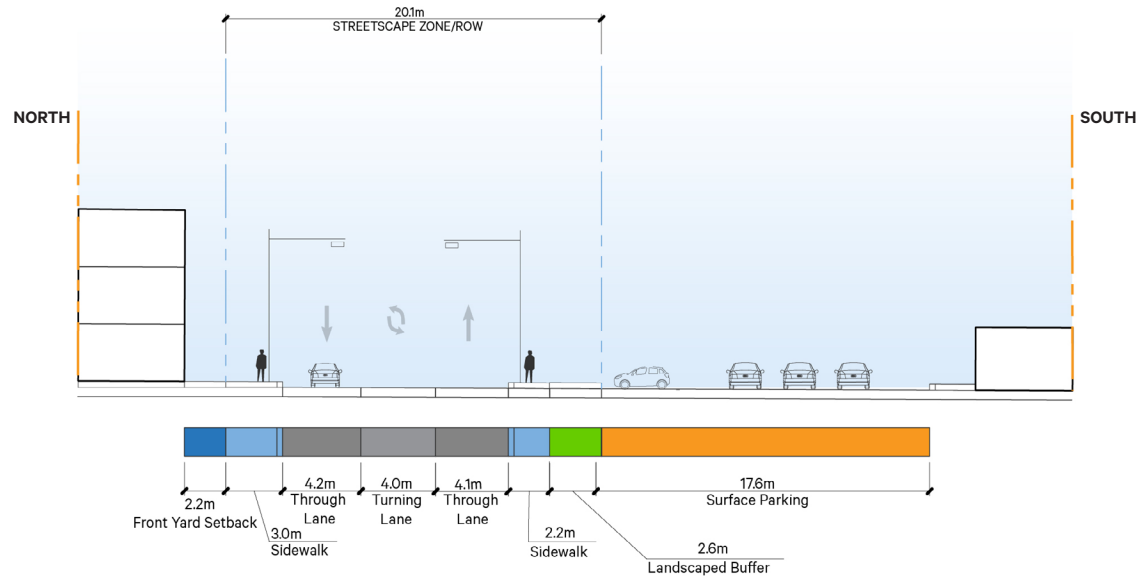 20.1m
STREETSCAPE ZONE/ROW
NORTH
SOUTH
4.2m
Through
Lane
4.0m
Turning
Lane
4.1m
Through
Lane
17.6m
Surface Parking
2.2m
Front Yard Setback
3.0m
Sidewalk
2.2m
Sidewalk
2.6m
Landscaped Buffer